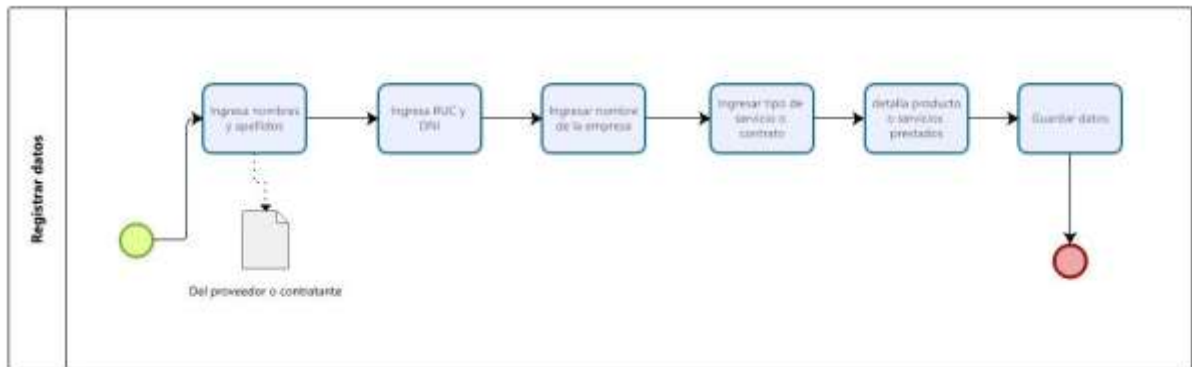 Registrar datos
Ingresa nombres
y apellidos
Ingresa RUC y
DNI
Ingresar nombre
de la empresa
Ingresar tipo de
servicio o
contrato
detalla producto
o servicios
prestados
Guardar datos
Del proveedor o contratante